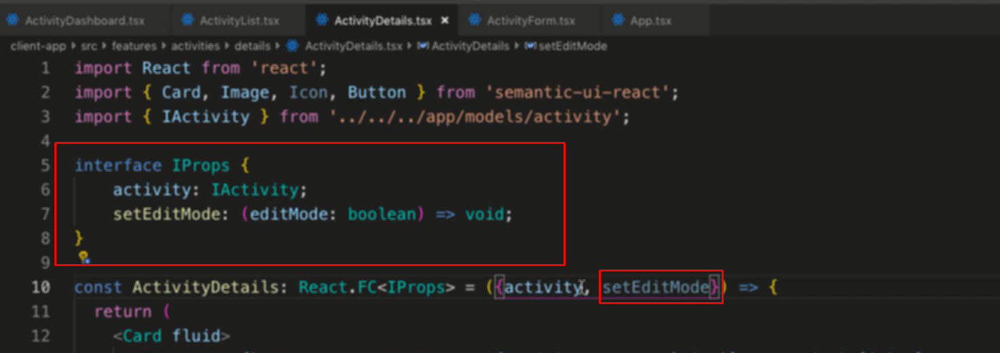 ActivityDashboard.tsx ActivityList.tsx ActivityDetails.tsx × ActivityForm.tsx App.tsx
client-app › src › features › activities › details › ActivityDetails.tsx › ActivityDetails › setEditMode
1 import React from 'react';
2 import { Card, Image, Icon, Button } from 'semantic-ui-react';
3 import { IActivity } from '../../../app/models/activity';
4
5 interface IProps {
6 activity: IActivity;
7 setEditMode: (editMode: boolean) => void;
8 }
9
10 const ActivityDetails: React.FC<IProps> = ({activity, setEditMode}) => {
11 return (
12 <Card fluid>